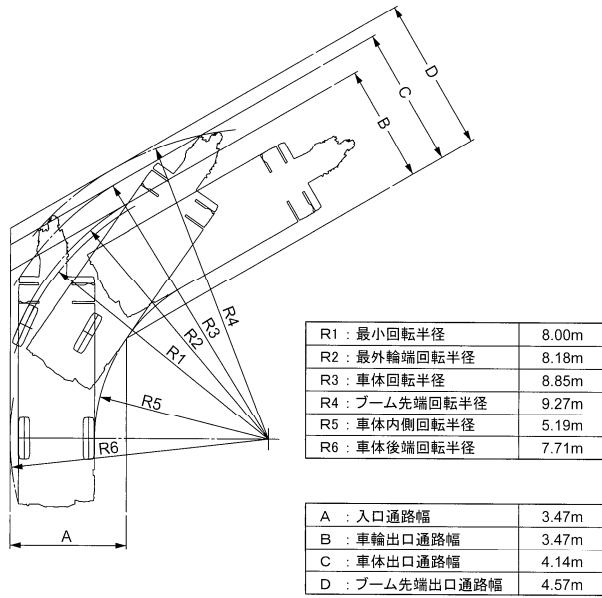 D
C
B
R4
R3
R2
R1
R5
R6
A
R1 : 最小回転半径 8.00m
R2 : 最外輪端回転半径 8.18m
R3 : 車体回転半径 8.85m
R4 : ブーム先端回転半径 9.27m
R5 : 車体内側回転半径 5.19m
R6 : 車体後端回転半径 7.71m
A : 入口通路幅 3.47m
B : 車輪出口通路幅 3.47m
C : 車体出口通路幅 4.14m
D : ブーム先端出口通路幅 4.57m